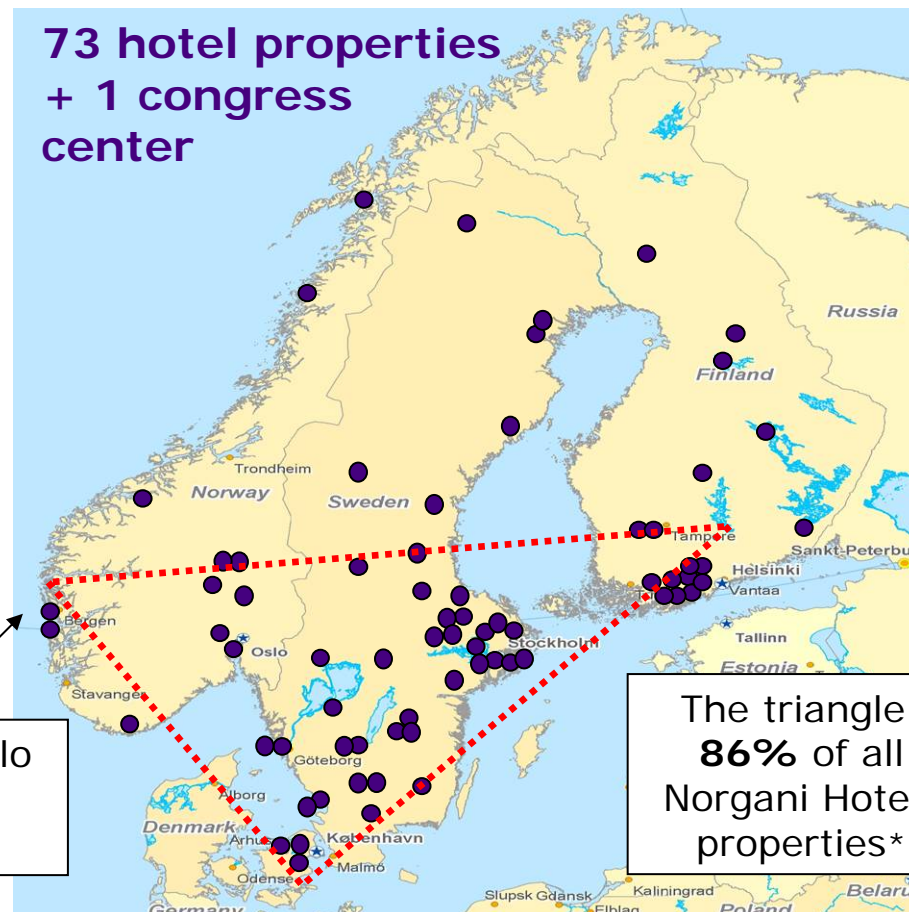 73 hotel properties
+ 1 congress
center
Russia
Finland
Trondheim
Norway
Sweden
Tampere
Sankt-Peterbu
Helsinki
Vantaa
Bergen
Oslo
Stockholm
Tallinn
Estonia
Stavanger
lo
Göteborg
The triangle
86% of all
Norgani Hote
properties*
Alborg
Denmark
Århus
København
Malmö
Odense
Germany
Slupsk
Gdansk
Elblag
Kaliningrad
Poland
Belaru